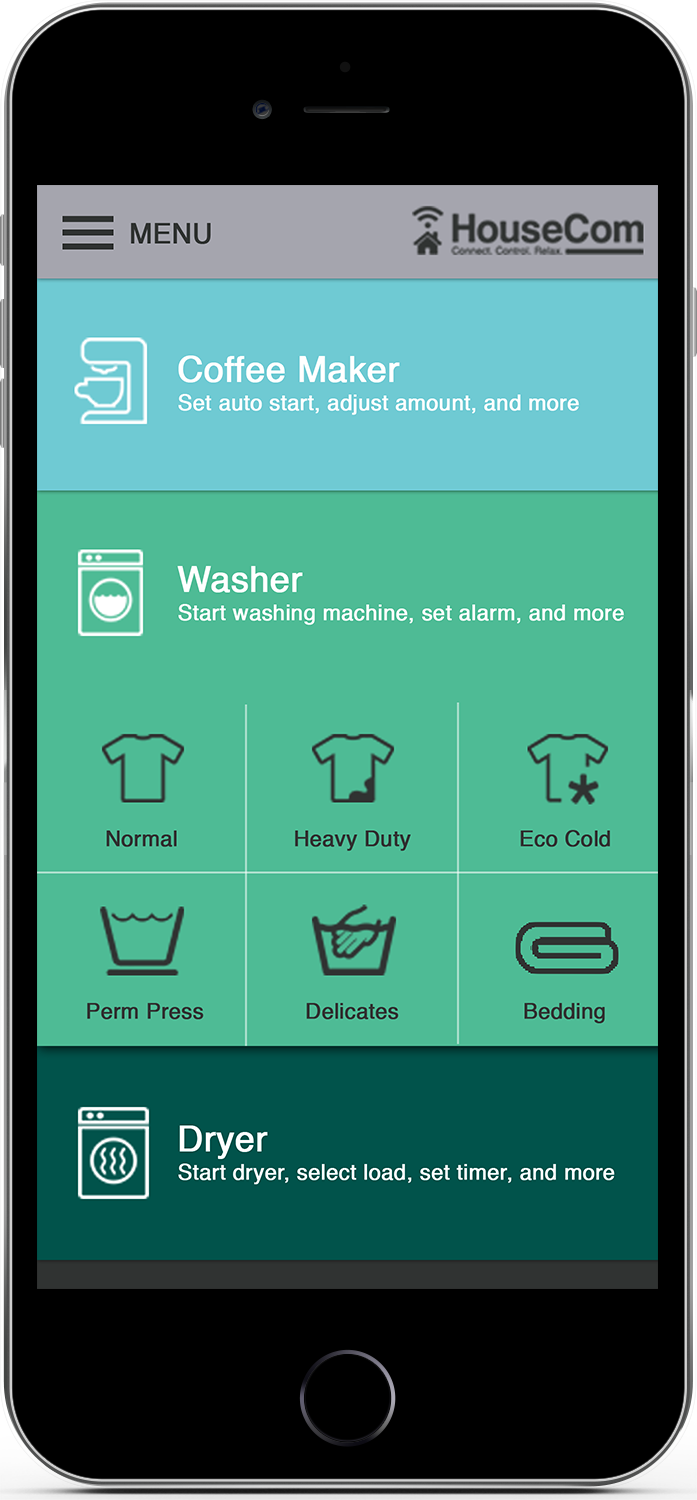 MENU
HouseCom
Connect. Control. Relax.
Coffee Maker
Set auto start, adjust amount, and more
Washer
Start washing machine, set alarm, and more
Normal
Heavy Duty
Eco Cold
Perm Press
Delicates
Bedding
Dryer
Start dryer, select load, set timer, and more